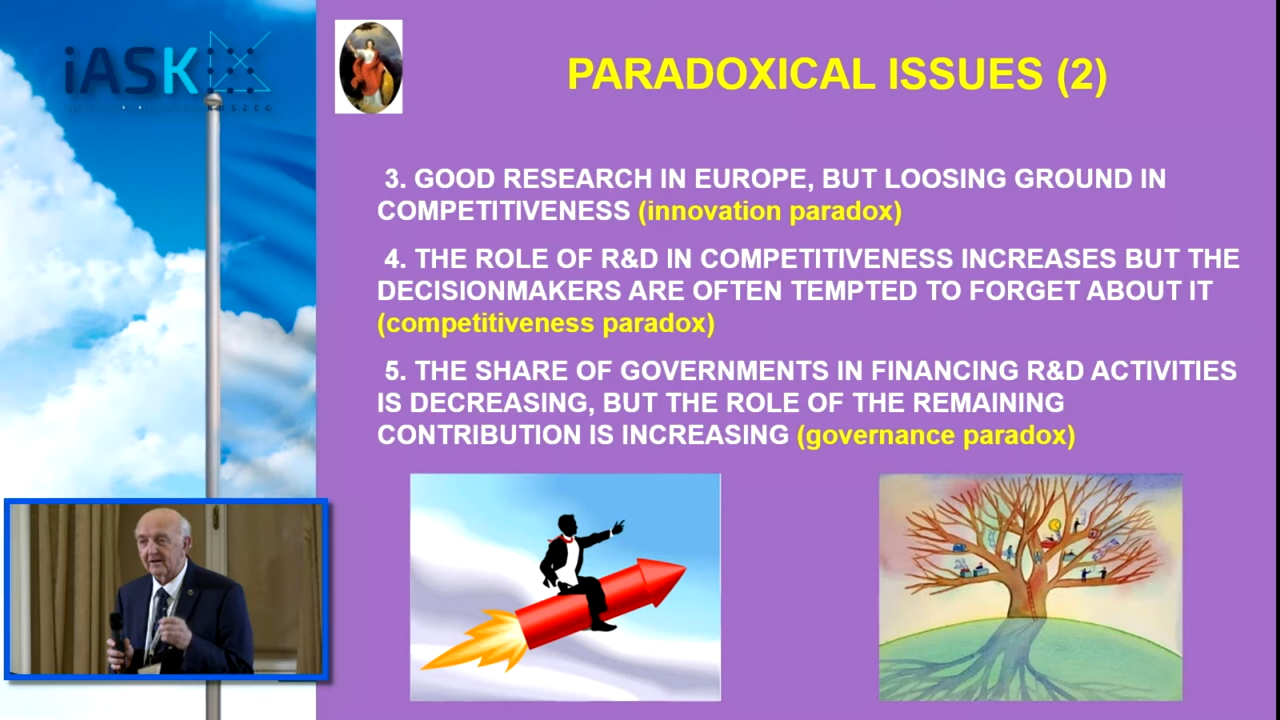 iASK
KOSZEG
PARADOXICAL ISSUES (2)
3. GOOD RESEARCH IN EUROPE, BUT LOOSING GROUND IN
COMPETITIVENESS (innovation paradox)
4. THE ROLE OF R&D IN COMPETITIVENESS INCREASES BUT THE
DECISIONMAKERS ARE OFTEN TEMPTED TO FORGET ABOUT IT
(competitiveness paradox)
5. THE SHARE OF GOVERNMENTS IN FINANCING R&D ACTIVITIES
IS DECREASING, BUT THE ROLE OF THE REMAINING
CONTRIBUTION IS INCREASING (governance paradox)